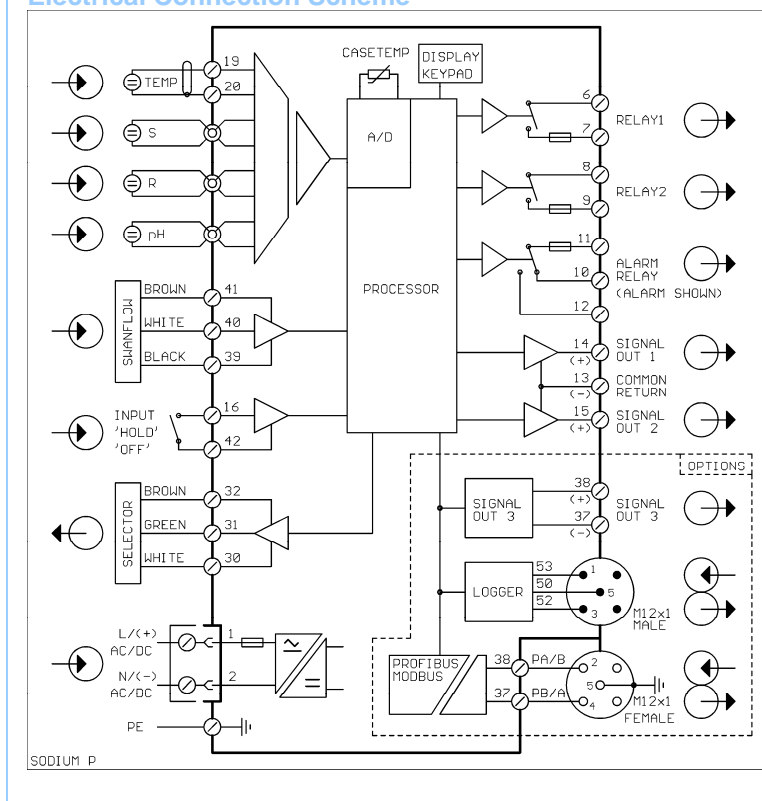 Electrical Connection Scheme
CASETEMP
DISPLAY
KEYPAD
A/D
PROCESSOR
TEMP
19
20
S
R
pH
SWANFLOW
BROWN 41
WHITE 40
BLACK 39
INPUT
'HOLD'
'OFF'
16
42
SELECTOR
BROWN 32
GREEN 31
WHITE 30
L/(+)
AC/DC
1
N/(-)
AC/DC
2
PE
6
7
RELAY1
8
9
RELAY2
11
10
12
ALARM
RELAY
(ALARM SHOWN)
14
(+)
SIGNAL
OUT 1
13
(-)
COMMON
RETURN
15
(+)
SIGNAL
OUT 2
OPTIONS
SIGNAL
OUT 3
38
(+)
37
(-)
SIGNAL
OUT 3
LOGGER
53
50
52
1
5
3
M12x1
MALE
PROFIBUS
MODBUS
38 PA/B
37 PB/A
2
5
4
M12x1
FEMALE
SODIUM P